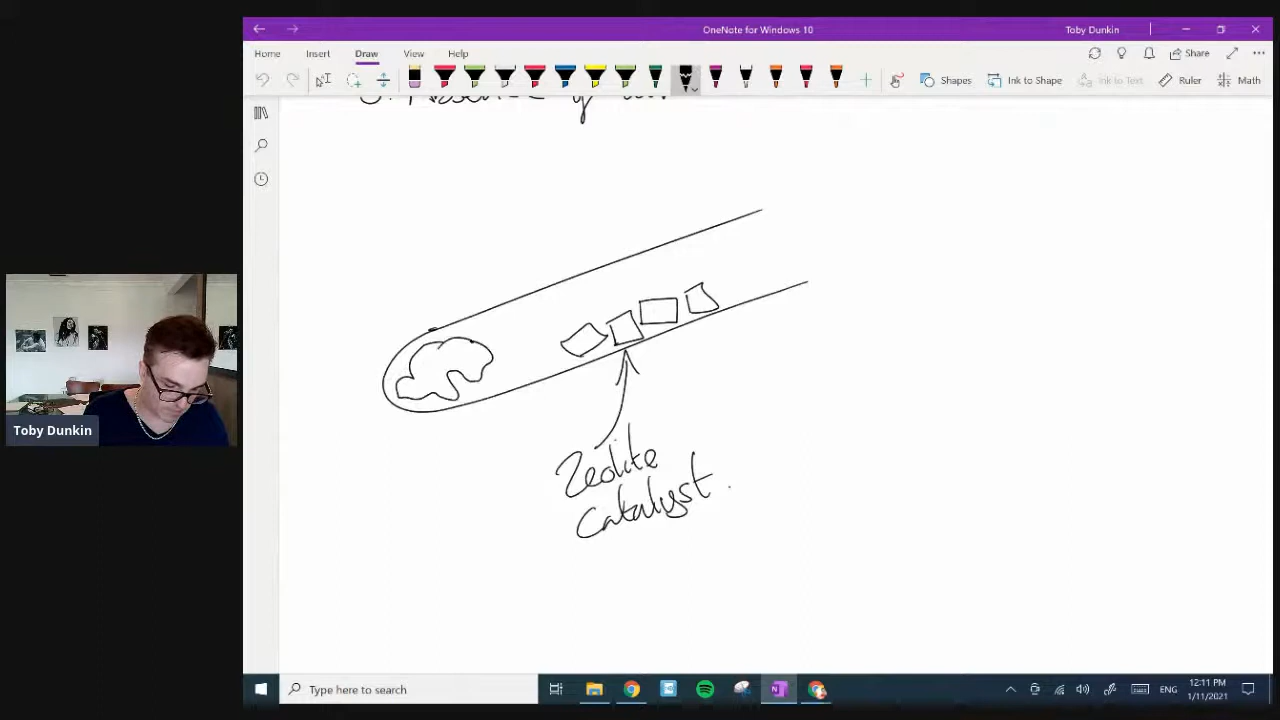 OneNote for Windows 10
Toby Dunkin
Home Insert Draw View Help
Share
Shapes
Ink to Shape
Ink to Text
Ruler
Math
Toby Dunkin
Zeolite
catalyst.
Type here to search
ENG
12:11 PM
1/11/2021